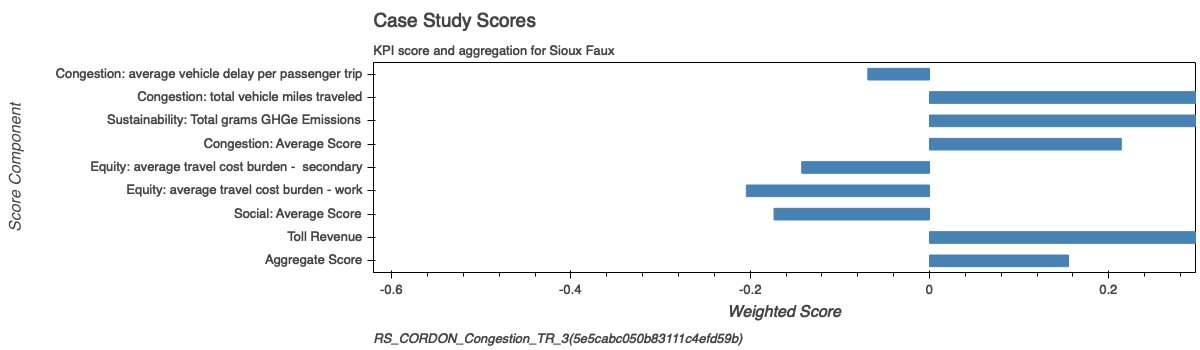 Case Study Scores
KPI score and aggregation for Sioux Faux
Score Component
Congestion: average vehicle delay per passenger trip
Congestion: total vehicle miles traveled
Sustainability: Total grams GHGe Emissions
Congestion: Average Score
Equity: average travel cost burden -  secondary
Equity: average travel cost burden - work
Social: Average Score
Toll Revenue
Aggregate Score
-0.6 -0.4 -0.2 0 0.2
Weighted Score
RS_CORDON_Congestion_TR_3(5e5cabc050b83111c4efd59b)